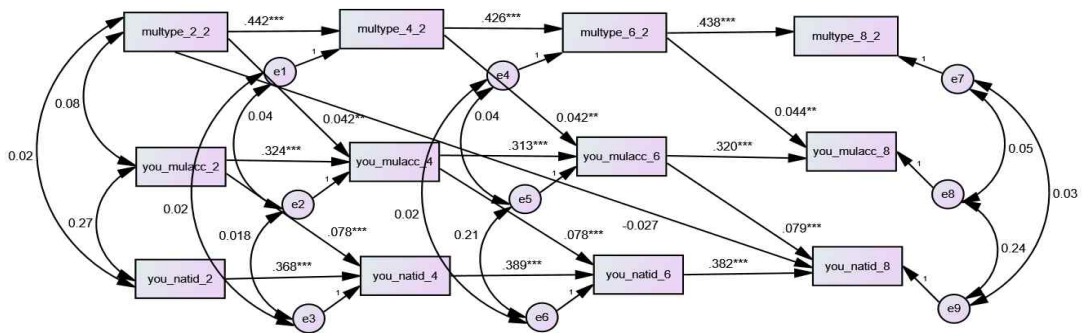 multype_2_2 .442*** multype_4_2 .426*** multype_6_2 .438*** multype_8_2
1 1 1
e1 e4 e7
0.08 0.04 0.042** 0.04 0.042** 0.044** 0.05
0.02 0.03
you_mulacc_2 .324*** you_mulacc_4 .313*** you_mulacc_6 .320*** you_mulacc_8
1 1 1
e2 e5 e8
0.27 0.02 0.018 .078*** 0.02 0.21 .078*** -0.027 .079*** 0.24
you_natid_2 .368*** you_natid_4 .389*** you_natid_6 .382*** you_natid_8
1 1 1
e3 e6 e9